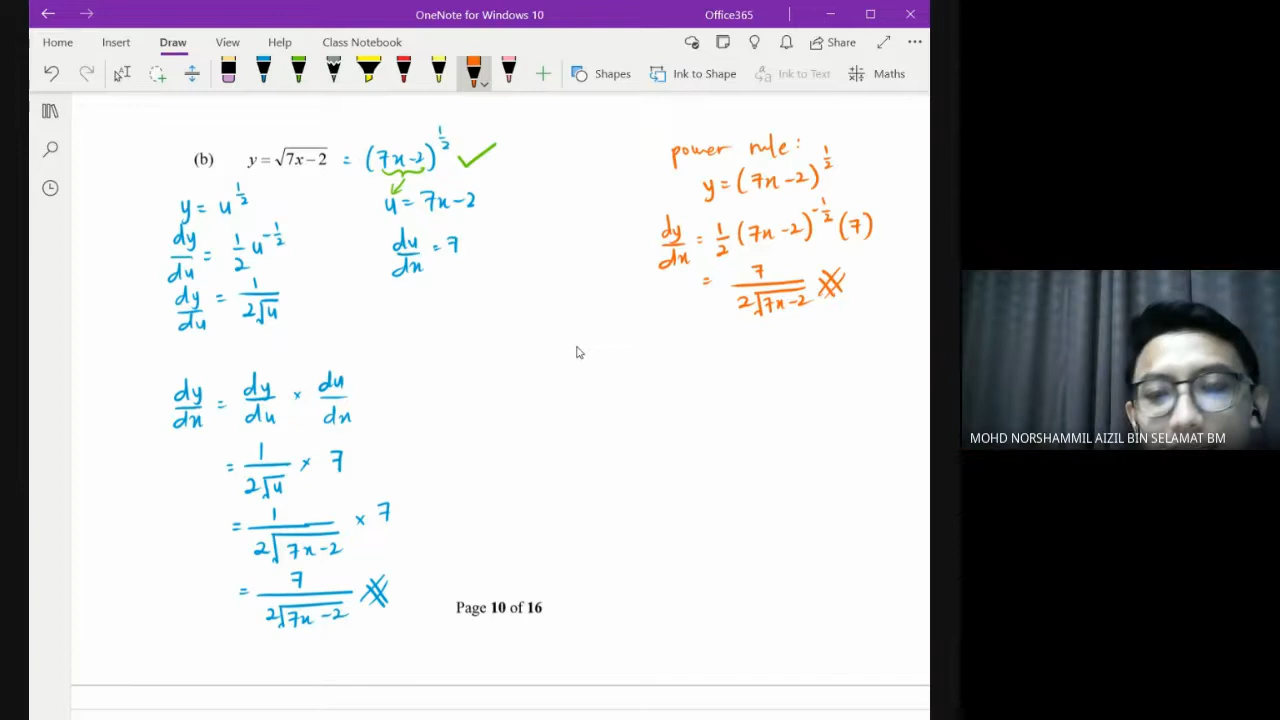 OneNote for Windows 10
Office365
Home Insert Draw View Help Class Notebook
Share
Shapes Ink to Shape Ink to Text Maths
(b) y = √7x−2 = (7x−2)^1/2 ✓
y = u^1/2
u = 7x−2
dy/du = 1/2 u^−1/2
du/dx = 7
dy/du = 1/2√u
dy/dx = dy/du × du/dx
= 1/2√u × 7
= 1/2√7x−2 × 7
= 7/2√7x−2
power rule:
y = (7x−2)^1/2
dy/dx = 1/2 (7x−2)^−1/2 (7)
= 7/2√7x−2
Page 10 of 16
MOHD NORSHAMMIL AIZIL BIN SELAMAT BM